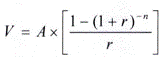 V = A × [ (1 − (1 + r)⁻ⁿ) / r ]